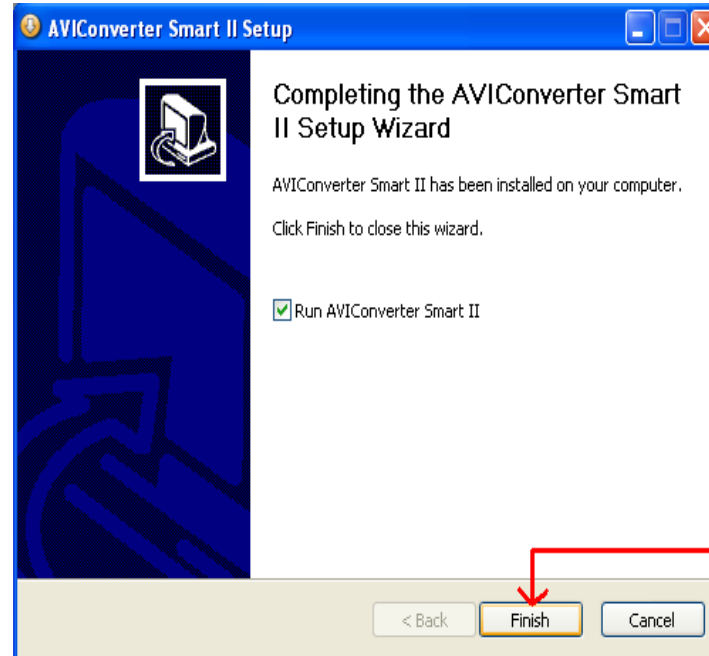 AVIConverter Smart II Setup
Completing the AVIConverter Smart
II Setup Wizard
AVIConverter Smart II has been installed on your computer.
Click Finish to close this wizard.
Run AVIConverter Smart II
< Back Finish Cancel